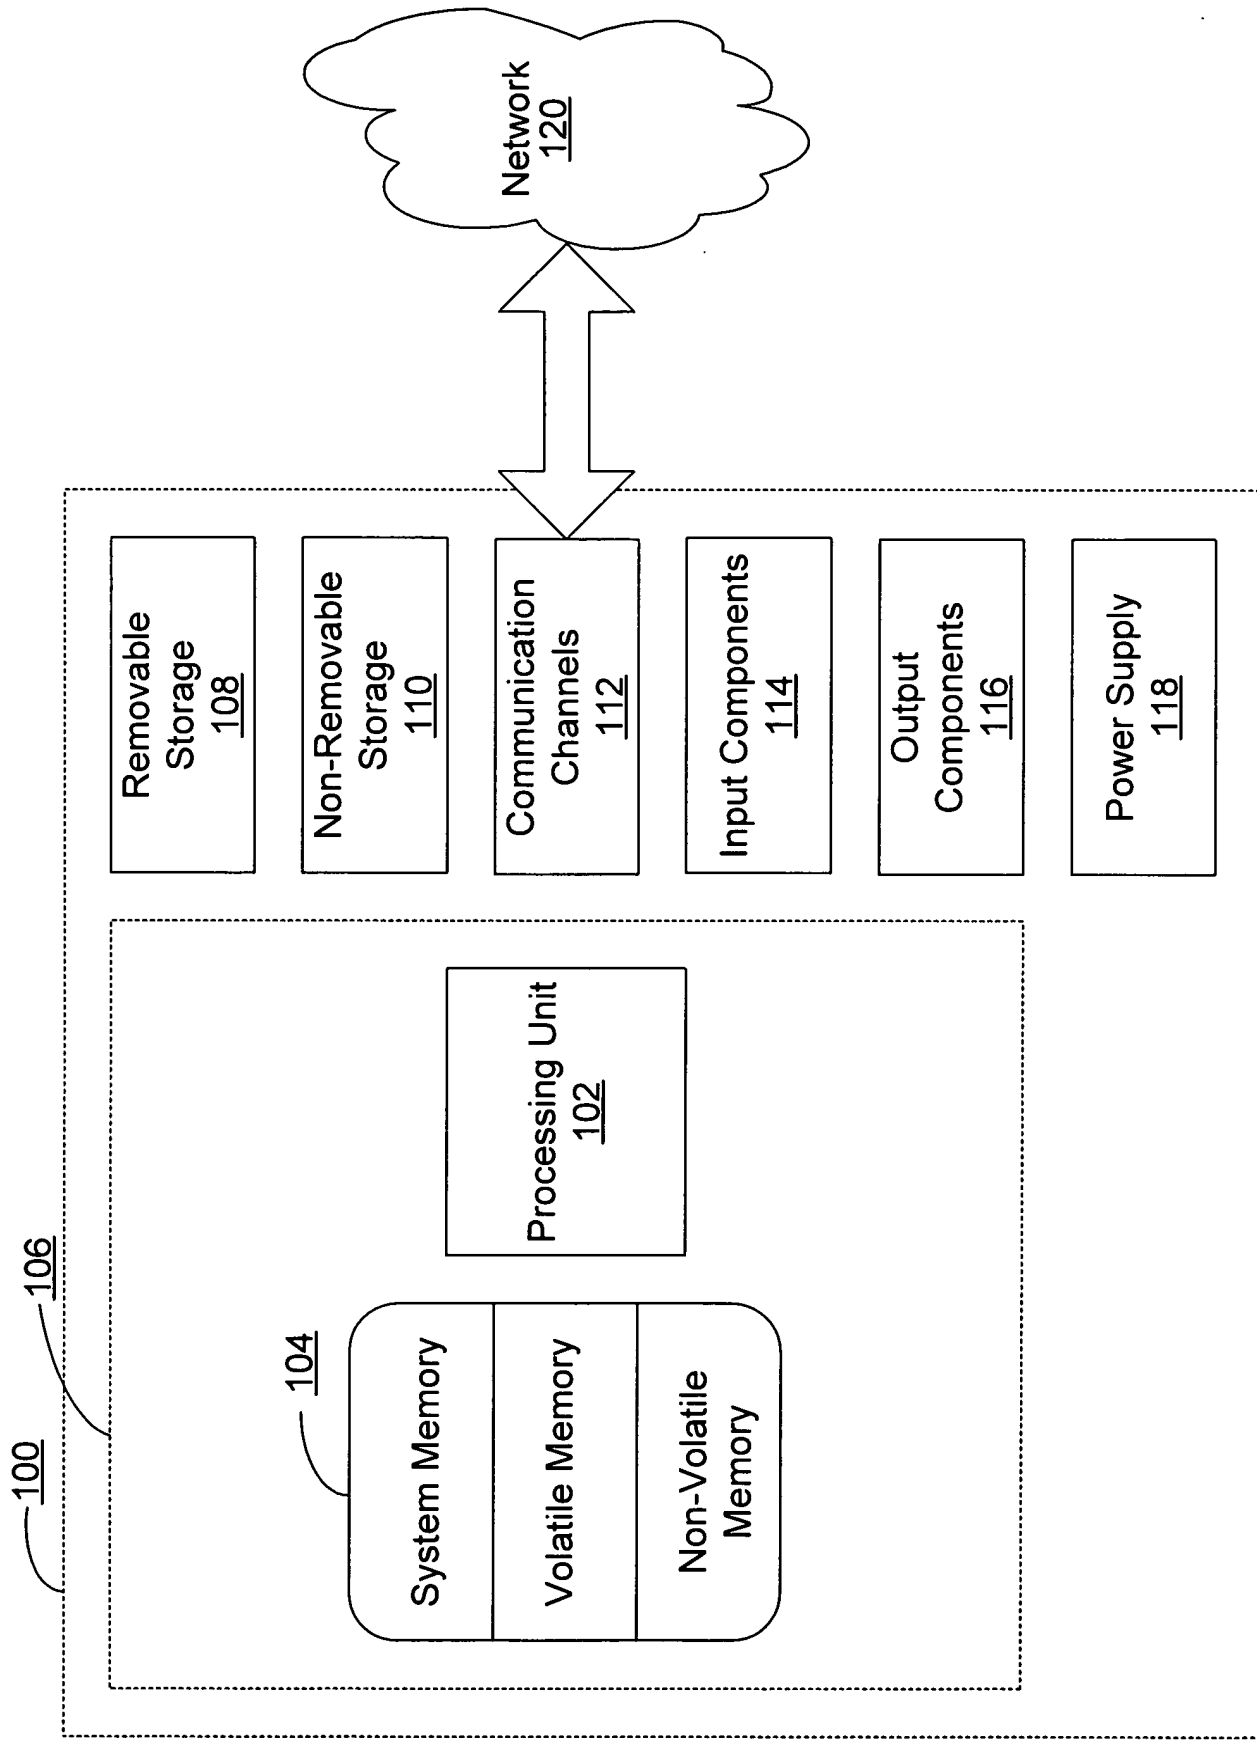 100
106
104
System Memory
Volatile Memory
Non-Volatile
Memory
Processing Unit
102
Removable
Storage
108
Non-Removable
Storage
110
Communication
Channels
112
Input Components
114
Output
Components
116
Power Supply
118
Network
120